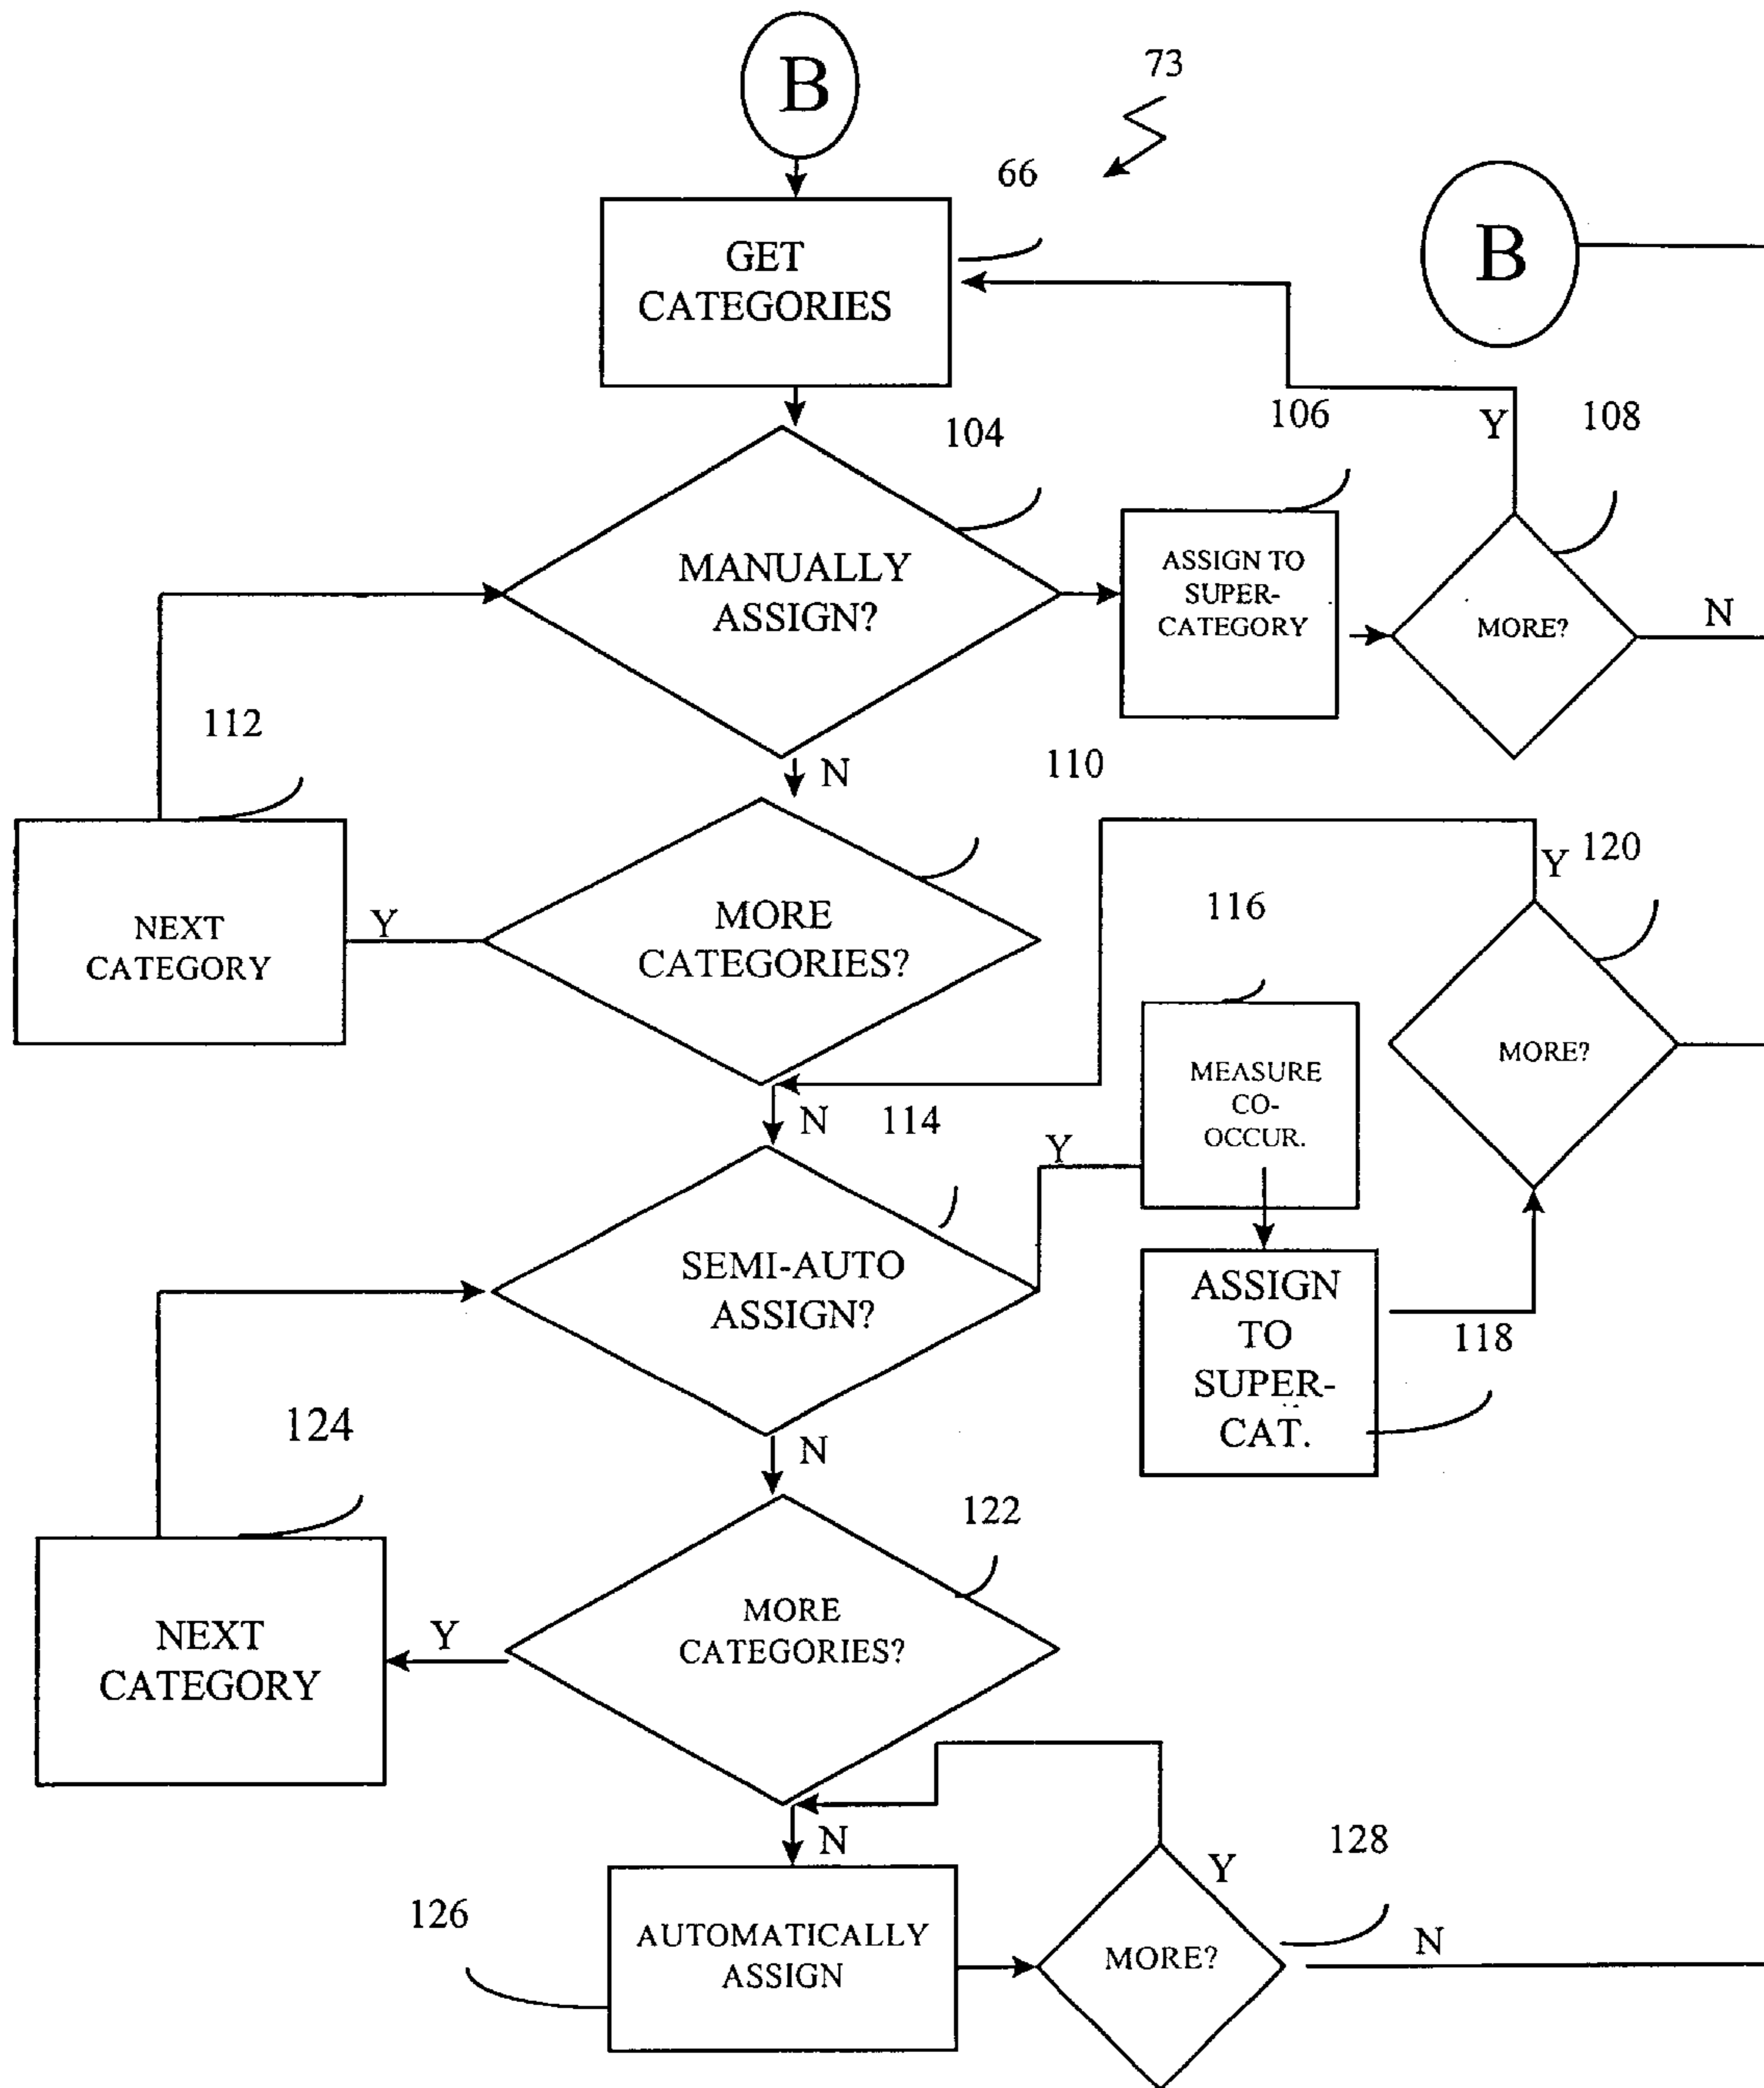 B
73
66
GET
CATEGORIES
B
104
106
Y
108
MANUALLY
ASSIGN?
ASSIGN TO
SUPER-
CATEGORY
MORE?
N
112
N
110
NEXT
CATEGORY
Y
MORE
CATEGORIES?
116
Y
120
MEASURE
CO-
OCCUR.
MORE?
N
114
Y
SEMI-AUTO
ASSIGN?
ASSIGN
TO
SUPER-
CAT.
118
124
N
122
NEXT
CATEGORY
Y
MORE
CATEGORIES?
N
126
AUTOMATICALLY
ASSIGN
Y
128
MORE?
N